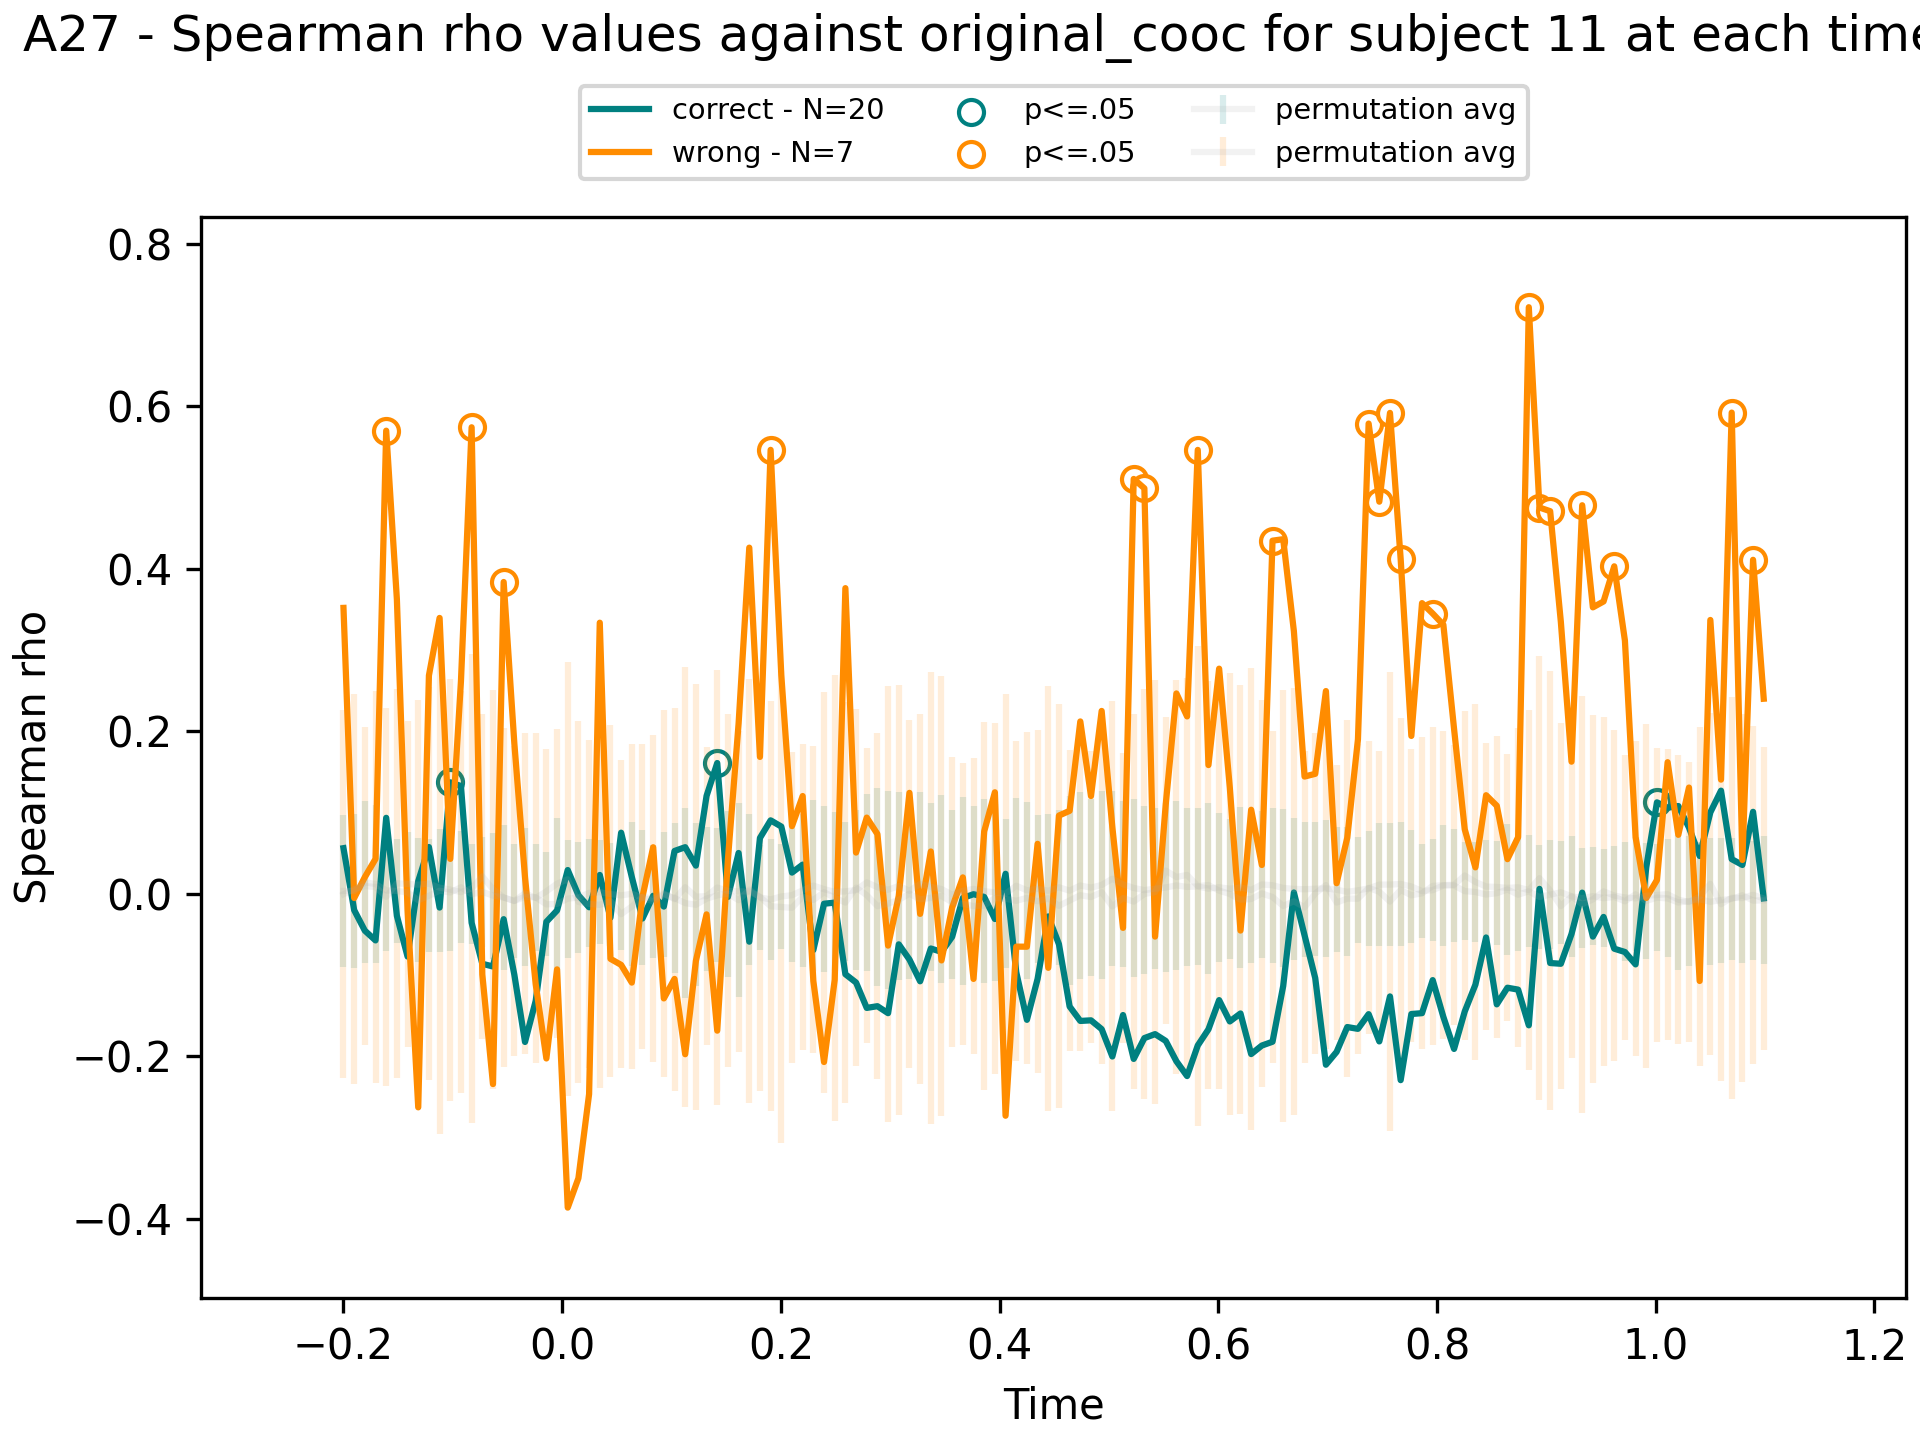 A27 - Spearman rho values against original_cooc for subject 11 at each time
correct - N=20 p<=.05 permutation avg
wrong - N=7 p<=.05 permutation avg
0.8
0.6
0.4
0.2
0.0
−0.2
−0.4
Spearman rho
−0.2 0.0 0.2 0.4 0.6 0.8 1.0 1.2
Time